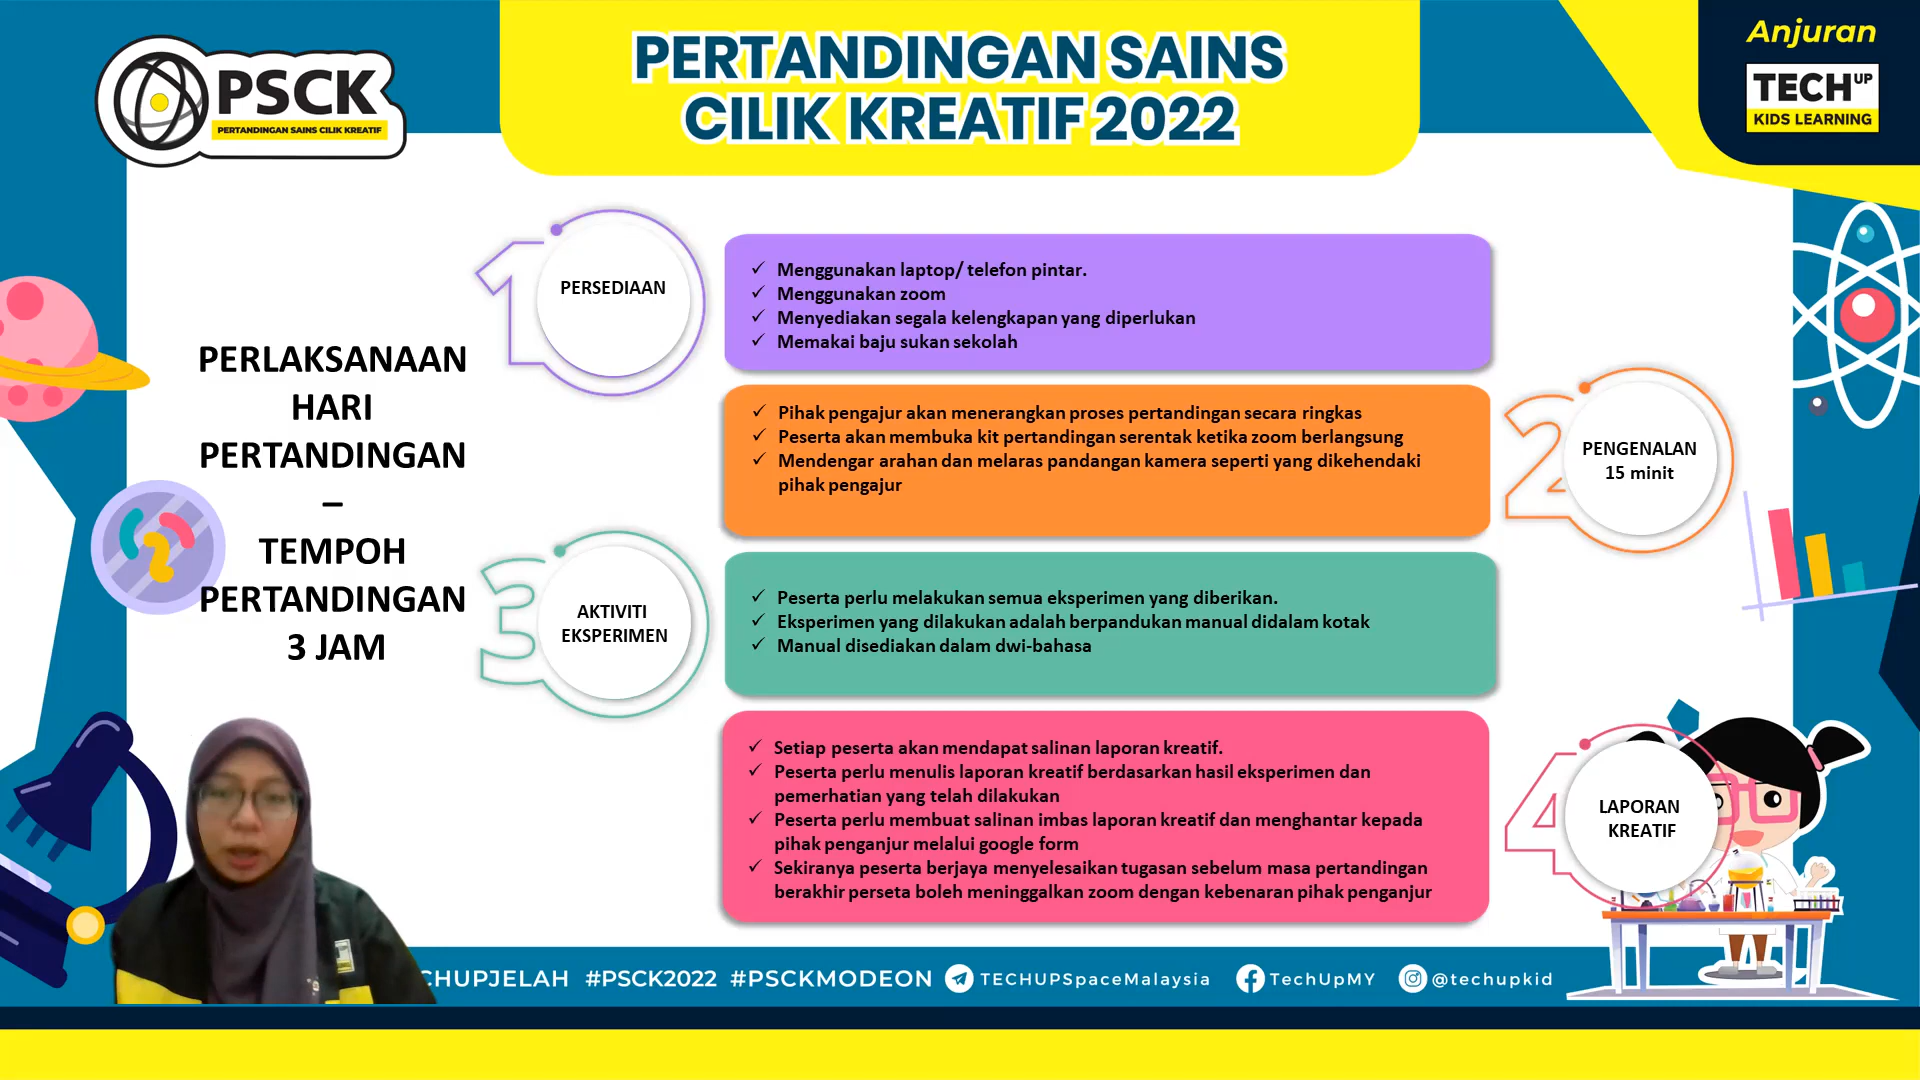 PSCK
PERTANDINGAN SAINS CILIK KREATIF
PERTANDINGAN SAINS
CILIK KREATIF 2022
Anjuran
TECH UP
KIDS LEARNING
PERLAKSANAAN
HARI
PERTANDINGAN
–
TEMPOH
PERTANDINGAN
3 JAM
1
PERSEDIAAN
✓ Menggunakan laptop/ telefon pintar.
✓ Menggunakan zoom
✓ Menyediakan segala kelengkapan yang diperlukan
✓ Memakai baju sukan sekolah
✓ Pihak pengajur akan menerangkan proses pertandingan secara ringkas
✓ Peserta akan membuka kit pertandingan serentak ketika zoom berlangsung
✓ Mendengar arahan dan melaras pandangan kamera seperti yang dikehendaki
pihak pengajur
2
PENGENALAN
15 minit
3
AKTIVITI
EKSPERIMEN
✓ Peserta perlu melakukan semua eksperimen yang diberikan.
✓ Eksperimen yang dilakukan adalah berpandukan manual didalam kotak
✓ Manual disediakan dalam dwi-bahasa
✓ Setiap peserta akan mendapat salinan laporan kreatif.
✓ Peserta perlu menulis laporan kreatif berdasarkan hasil eksperimen dan
pemerhatian yang telah dilakukan
✓ Peserta perlu membuat salinan imbas laporan kreatif dan menghantar kepada
pihak penganjur melalui google form
✓ Sekiranya peserta berjaya menyelesaikan tugasan sebelum masa pertandingan
berakhir perseta boleh meninggalkan zoom dengan kebenaran pihak penganjur
4
LAPORAN
KREATIF
CHUPJELAH #PSCK2022 #PSCKMODEON TECHUPSpaceMalaysia TechUpMY @techupkid